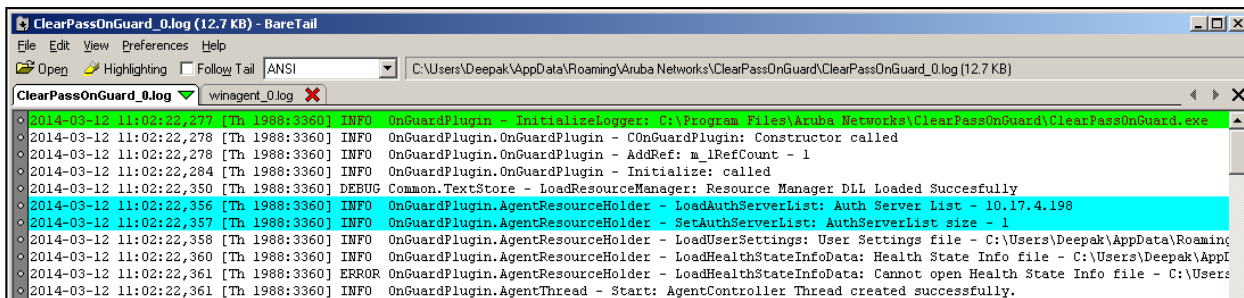 ClearPassOnGuard_0.log (12.7 KB) - BareTail
File Edit View Preferences Help
Open Highlighting Follow Tail ANSI C:\Users\Deepak\AppData\Roaming\Aruba Networks\ClearPassOnGuard\ClearPassOnGuard_0.log (12.7 KB)
ClearPassOnGuard_0.log winagent_0.log
2014-03-12 11:02:22,277 [Th 1988:3360] INFO OnGuardPlugin - InitializeLogger: C:\Program Files\Aruba Networks\ClearPassOnGuard\ClearPassOnGuard.exe
2014-03-12 11:02:22,278 [Th 1988:3360] INFO OnGuardPlugin.OnGuardPlugin - COnGuardPlugin: Constructor called
2014-03-12 11:02:22,278 [Th 1988:3360] INFO OnGuardPlugin.OnGuardPlugin - AddRef: m_lRefCount - 1
2014-03-12 11:02:22,284 [Th 1988:3360] INFO OnGuardPlugin.OnGuardPlugin - Initialize: called
2014-03-12 11:02:22,350 [Th 1988:3360] DEBUG Common.TextStore - LoadResourceManager: Resource Manager DLL Loaded Succesfully
2014-03-12 11:02:22,356 [Th 1988:3360] INFO OnGuardPlugin.AgentResourceHolder - LoadAuthServerList: Auth Server List - 10.17.4.198
2014-03-12 11:02:22,357 [Th 1988:3360] INFO OnGuardPlugin.AgentResourceHolder - SetAuthServerList: AuthServerList size - 1
2014-03-12 11:02:22,358 [Th 1988:3360] INFO OnGuardPlugin.AgentResourceHolder - LoadUserSettings: User Settings file - C:\Users\Deepak\AppData\Roaming
2014-03-12 11:02:22,360 [Th 1988:3360] INFO OnGuardPlugin.AgentResourceHolder - LoadHealthStateInfoData: Health State Info file - C:\Users\Deepak\AppD
2014-03-12 11:02:22,361 [Th 1988:3360] ERROR OnGuardPlugin.AgentResourceHolder - LoadHealthStateInfoData: Cannot open Health State Info file - C:\Users
2014-03-12 11:02:22,361 [Th 1988:3360] INFO OnGuardPlugin.AgentThread - Start: AgentController Thread created successfully.